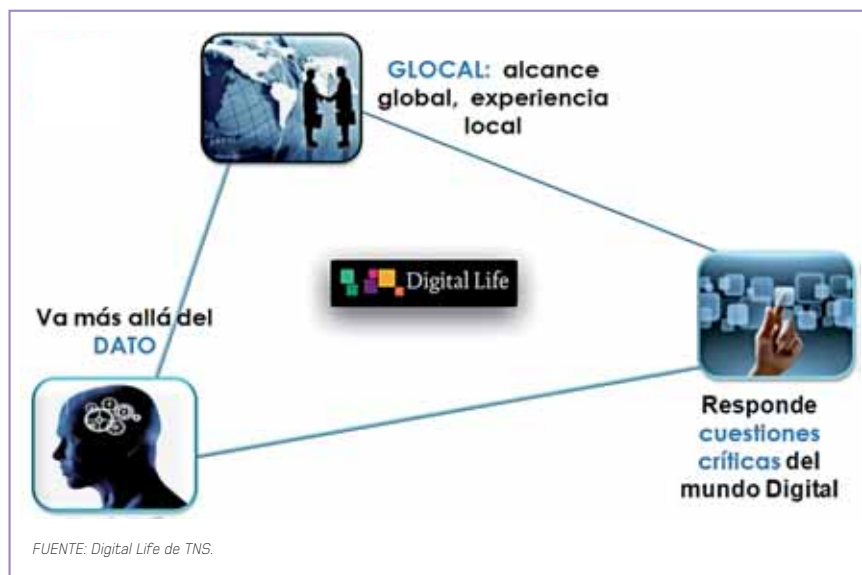 GLOCAL: alcance
global, experiencia
local
Digital Life
Va más allá del
DATO
Responde
cuestiones
críticas del
mundo Digital
FUENTE: Digital Life de TNS.